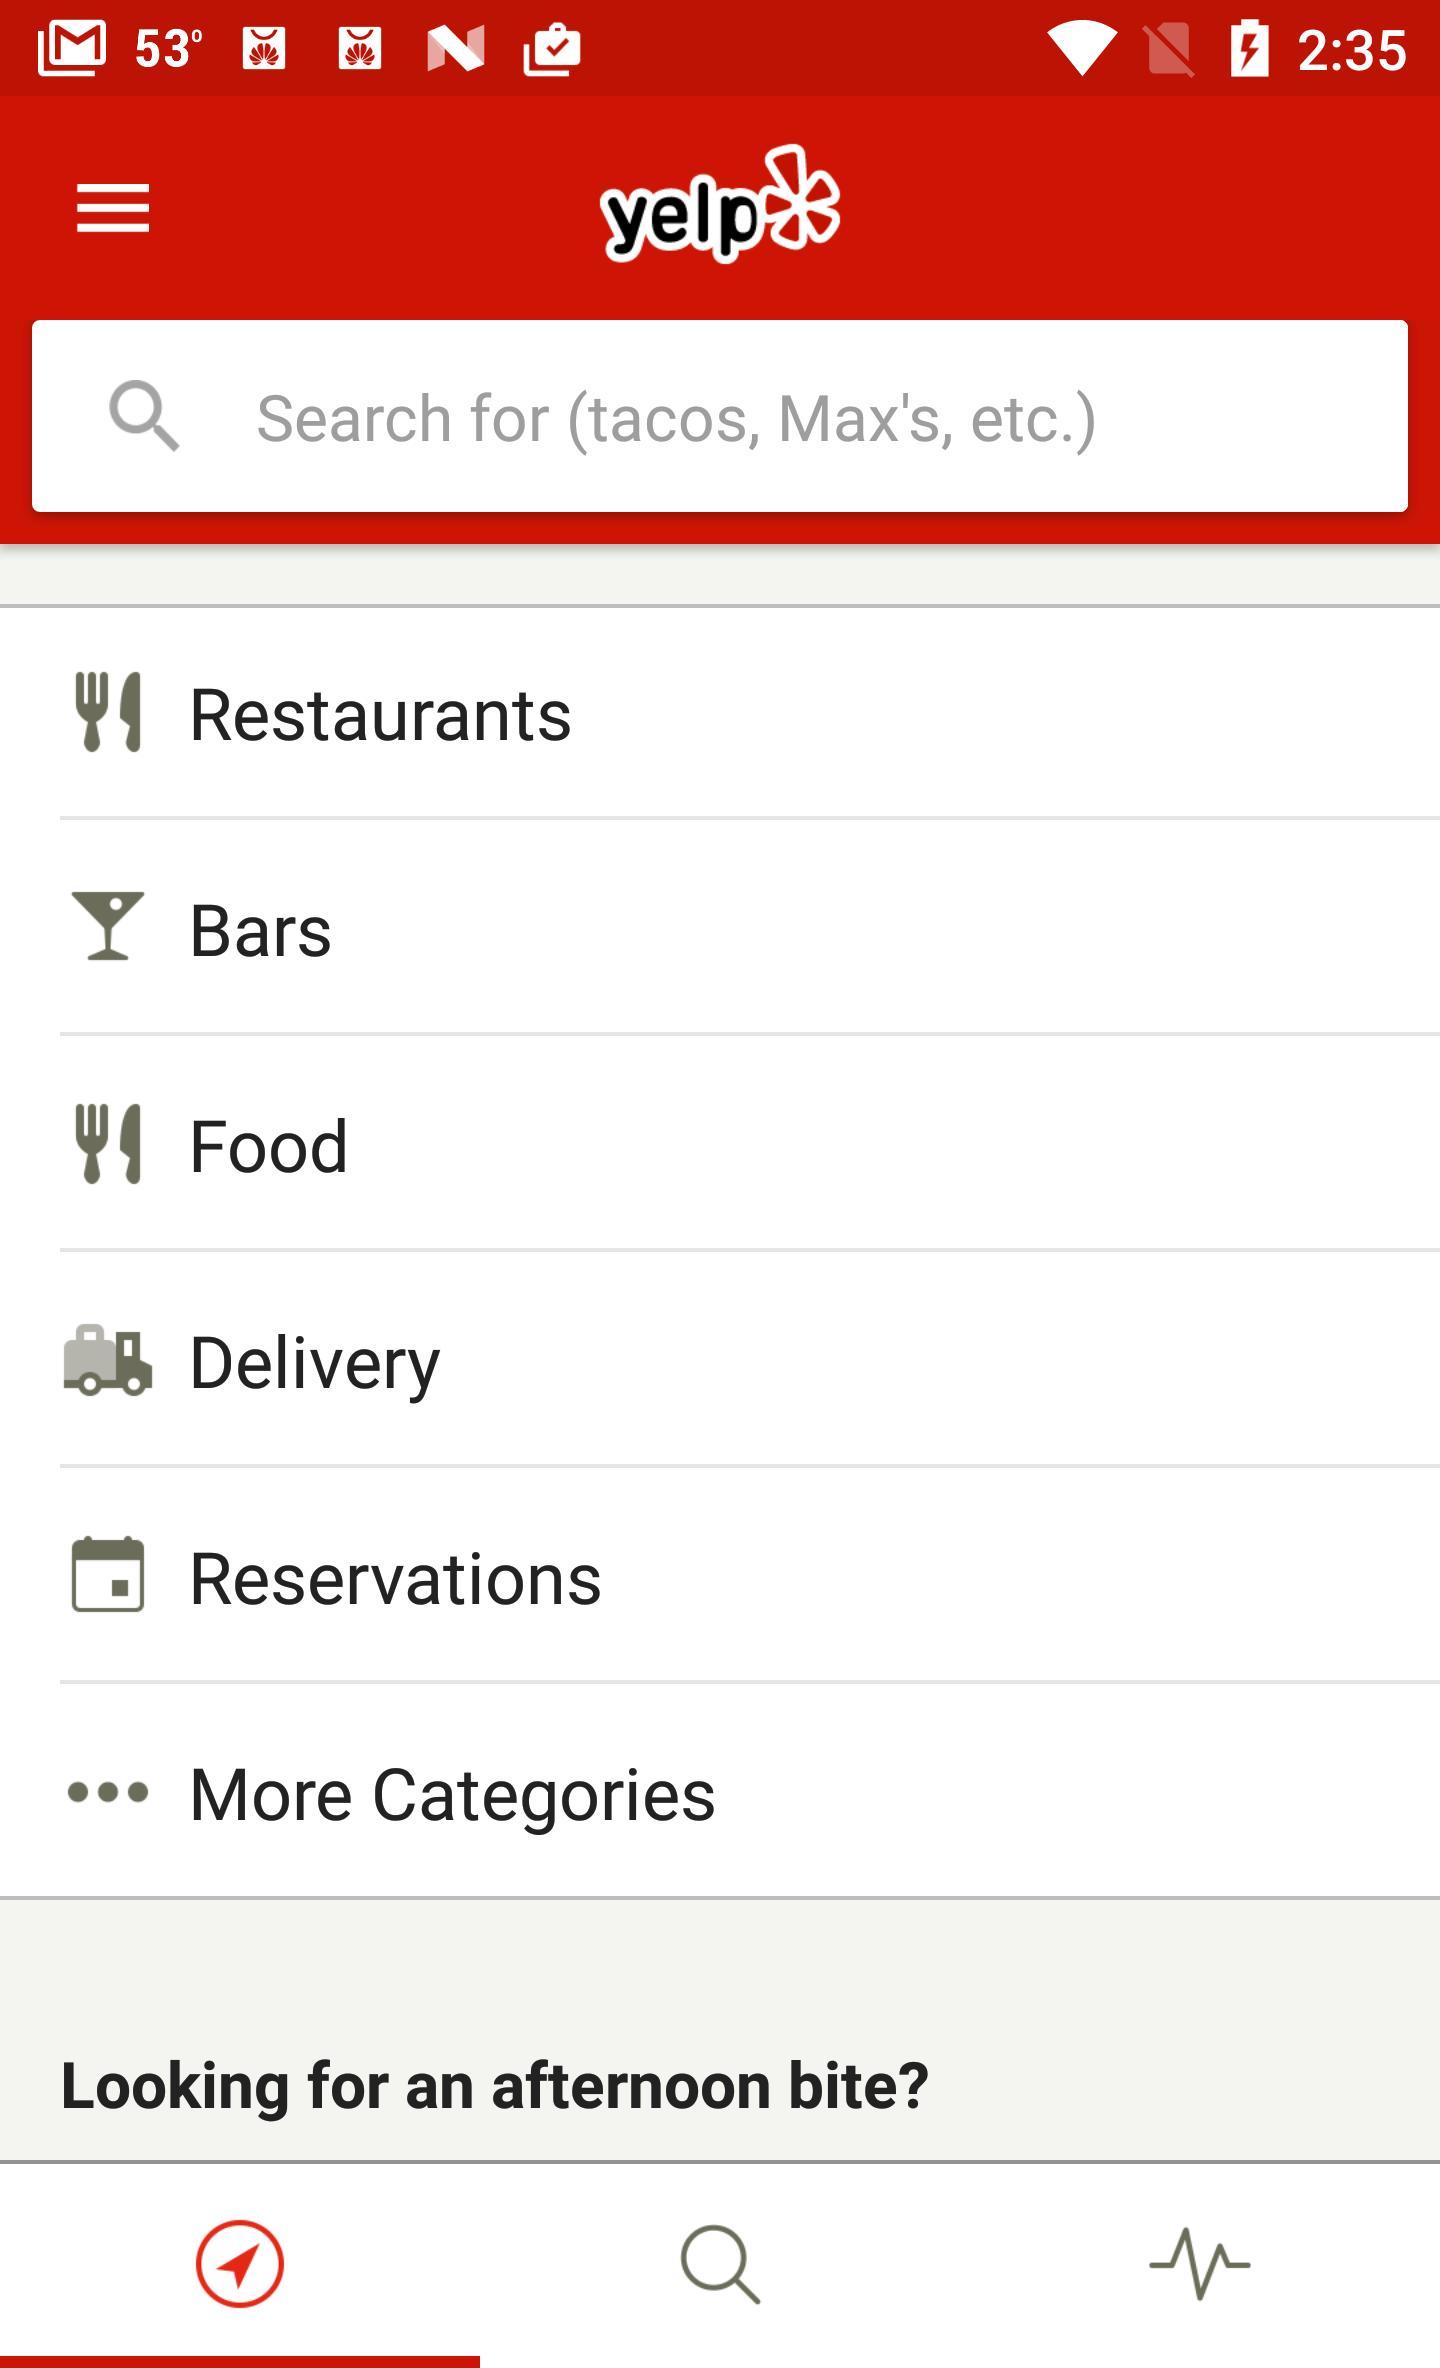 53° 2:35
yelp
Search for (tacos, Max's, etc.)
Restaurants
Bars
Food
Delivery
Reservations
More Categories
Looking for an afternoon bite?